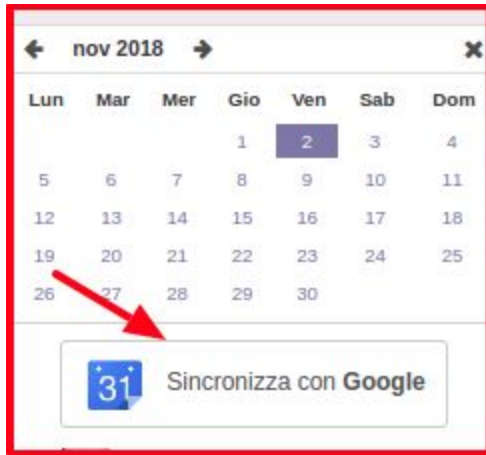 nov 2018
Lun Mar Mer Gio Ven Sab Dom
1 2 3 4
5 6 7 8 9 10 11
12 13 14 15 16 17 18
19 20 21 22 23 24 25
26 27 28 29 30
31 Sincronizza con Google